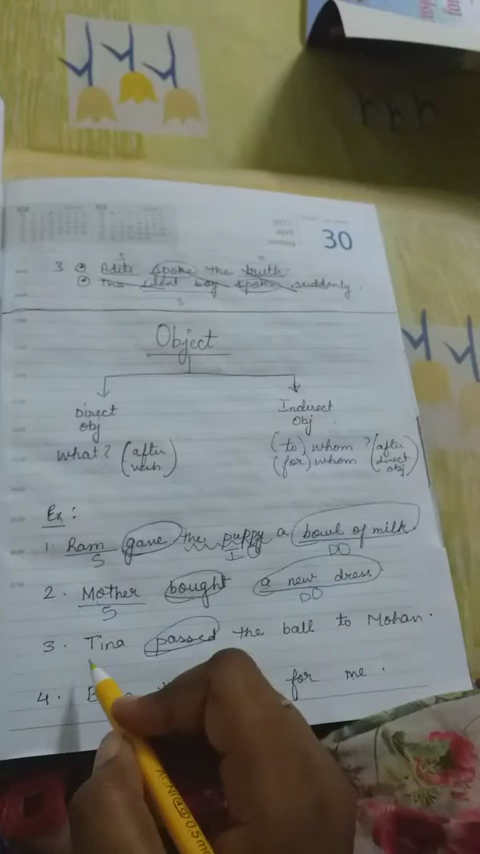 30
3 Adite spoke the truth
The silent boy spoke suddenly.
S
Object
Direct Indirect
obj Obj
what? (after verb) (to) whom ? (after direct obj)
(for) whom
Ex:
1. Ram gave the puppy a bowl of milk.
S I DO
2. Mother bought a new dress
S DO
3. Tina passed the ball to Mohan.
4. for me.